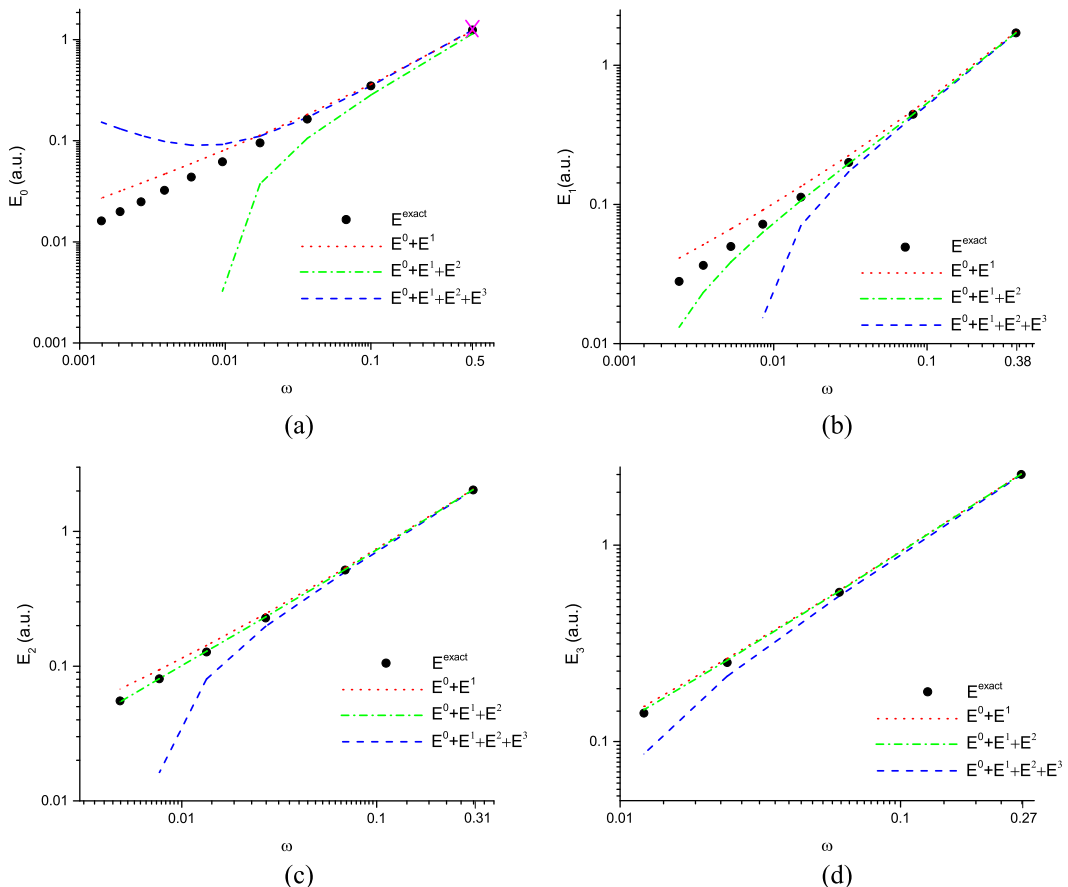 1
0.1
0.01
0.001
E₀ (a.u.)
0.001
0.01
0.1
0.5
ω
E^exact
E⁰+E¹
E⁰+E¹+E²
E⁰+E¹+E²+E³
(a)
1
0.1
0.01
E₁(a.u.)
0.001
0.01
0.1
0.38
ω
E^exact
E⁰+E¹
E⁰+E¹+E²
E⁰+E¹+E²+E³
(b)
1
0.1
0.01
E₂ (a.u.)
0.01
0.1
0.31
ω
E^exact
E⁰+E¹
E⁰+E¹+E²
E⁰+E¹+E²+E³
(c)
1
0.1
E₃ (a.u.)
0.01
0.1
0.27
ω
E^exact
E⁰+E¹
E⁰+E¹+E²
E⁰+E¹+E²+E³
(d)